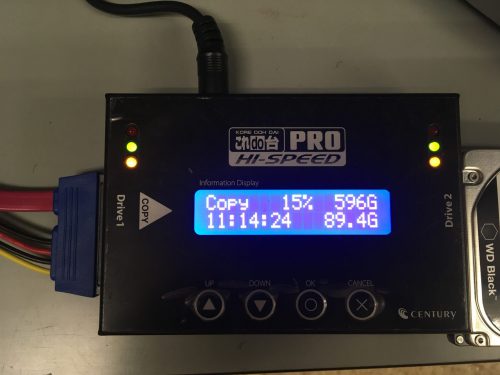 KORE DOH DAI
これdo台 PRO
HI-SPEED
Information Display
Copy 15% 596G
11:14:24 89.4G
Drive 1
COPY
Drive 2
UP DOWN OK CANCEL
CENTURY
WD Black